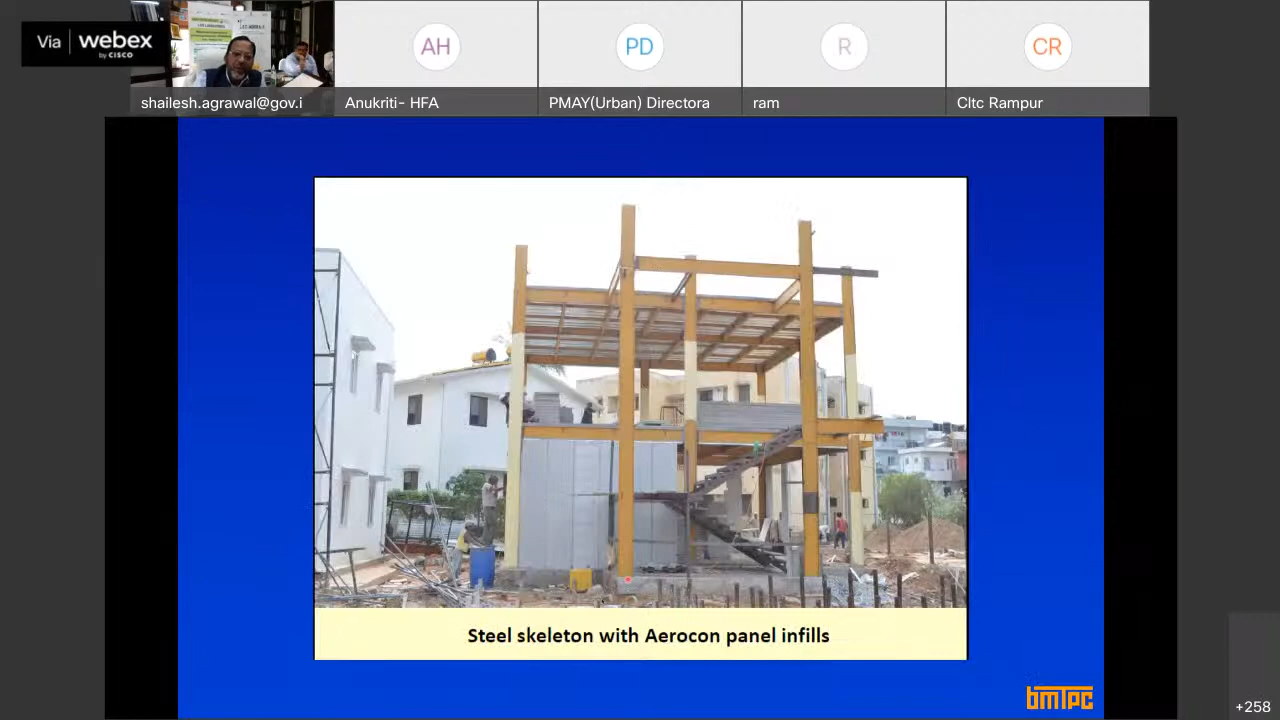 Via webex
by CISCO
shailesh.agrawal@gov.i
AH
Anukriti- HFA
PD
PMAY(Urban) Directora
R
ram
CR
Cltc Rampur
Steel skeleton with Aerocon panel infills
bmTPC
+258